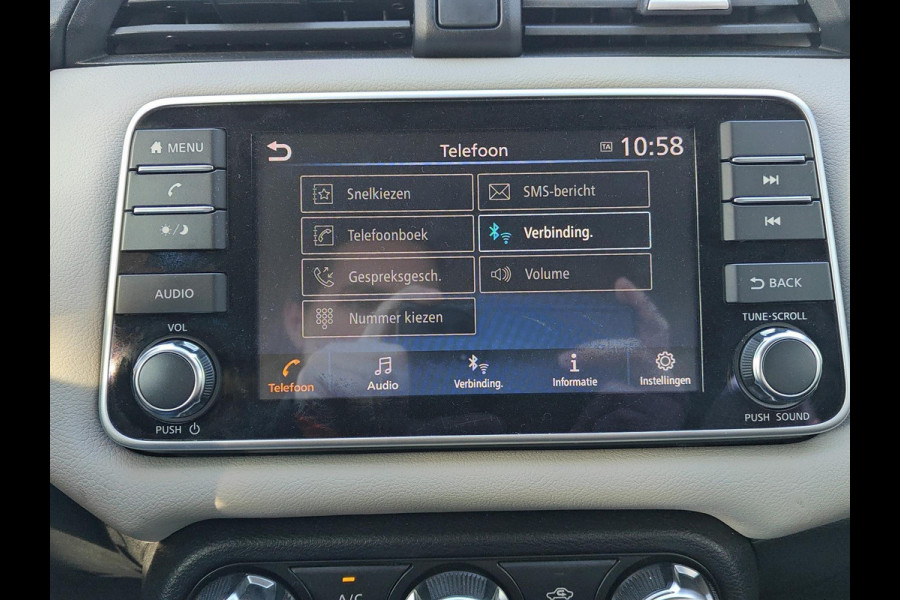 MENU
AUDIO
VOL
PUSH
Telefoon
TA 10:58
Snelkiezen
SMS-bericht
Telefoonboek
Verbinding.
Gespreksgesch.
Volume
Nummer kiezen
Telefoon
Audio
Verbinding.
Informatie
Instellingen
BACK
TUNE·SCROLL
PUSH SOUND
A/C